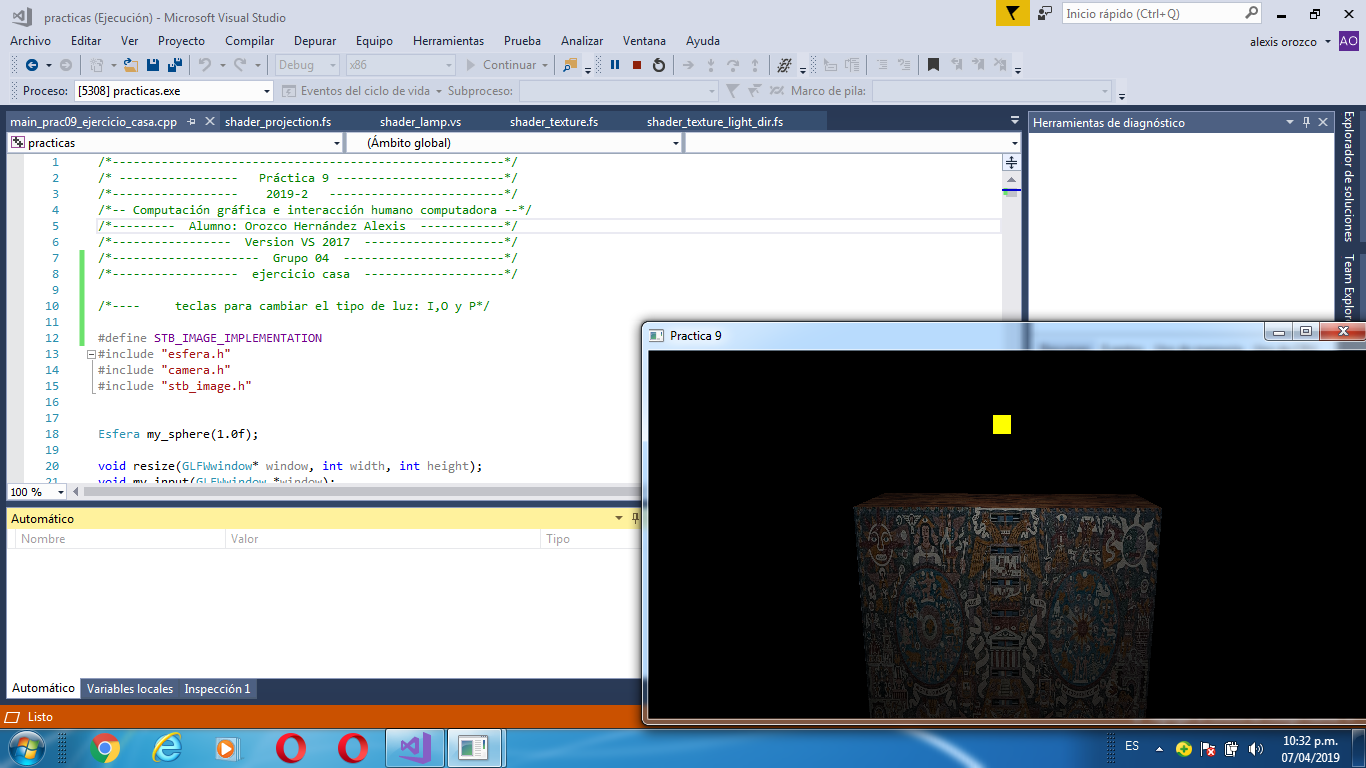 practicas (Ejecución) - Microsoft Visual Studio
Inicio rápido (Ctrl+Q)
Archivo Editar Ver Proyecto Compilar Depurar Equipo Herramientas Prueba Analizar Ventana Ayuda
alexis orozco AO
Debug x86 Continuar
Proceso: [5308] practicas.exe Eventos del ciclo de vida Subproceso: Marco de pila:
main_prac09_ejercicio_casa.cpp shader_projection.fs shader_lamp.vs shader_texture.fs shader_texture_light_dir.fs
Herramientas de diagnóstico
practicas (Ámbito global)
Explorador de soluciones
Team Explore
1 /*--------------------------------------------------------*/
2 /* ----------------- Práctica 9 ------------------------*/
3 /*------------------ 2019-2 -------------------------*/
4 /*-- Computación gráfica e interacción humano computadora --*/
5 /*--------- Alumno: Orozco Hernández Alexis ------------*/
6 /*----------------- Version VS 2017 --------------------*/
7 /*--------------------- Grupo 04 -----------------------*/
8 /*------------------ ejercicio casa --------------------*/
9
10 /*---- teclas para cambiar el tipo de luz: I,O y P*/
11
12 #define STB_IMAGE_IMPLEMENTATION
13 #include "esfera.h"
14 #include "camera.h"
15 #include "stb_image.h"
16
17
18 Esfera my_sphere(1.0f);
19
20 void resize(GLFWwindow* window, int width, int height);
21 void my_input(GLFWwindow *window);
100 %
Practica 9
Automático
Nombre Valor Tipo
Automático Variables locales Inspección 1
Listo
ES
10:32 p.m.
07/04/2019